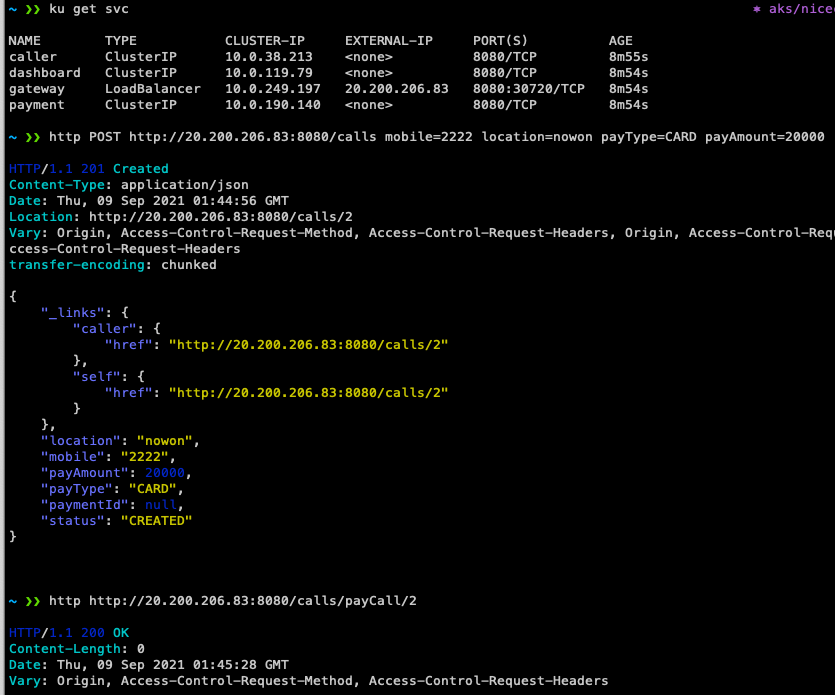 ~ ❯❯ ku get svc ✱ aks/nice
NAME TYPE CLUSTER-IP EXTERNAL-IP PORT(S) AGE
caller ClusterIP 10.0.38.213 <none> 8080/TCP 8m55s
dashboard ClusterIP 10.0.119.79 <none> 8080/TCP 8m54s
gateway LoadBalancer 10.0.249.197 20.200.206.83 8080:30720/TCP 8m54s
payment ClusterIP 10.0.190.140 <none> 8080/TCP 8m54s
~ ❯❯ http POST http://20.200.206.83:8080/calls mobile=2222 location=nowon payType=CARD payAmount=20000
HTTP/1.1 201 Created
Content-Type: application/json
Date: Thu, 09 Sep 2021 01:44:56 GMT
Location: http://20.200.206.83:8080/calls/2
Vary: Origin, Access-Control-Request-Method, Access-Control-Request-Headers, Origin, Access-Control-Req
ccess-Control-Request-Headers
transfer-encoding: chunked
{
"_links": {
"caller": {
"href": "http://20.200.206.83:8080/calls/2"
},
"self": {
"href": "http://20.200.206.83:8080/calls/2"
}
},
"location": "nowon",
"mobile": "2222",
"payAmount": 20000,
"payType": "CARD",
"paymentId": null,
"status": "CREATED"
}
~ ❯❯ http http://20.200.206.83:8080/calls/payCall/2
HTTP/1.1 200 OK
Content-Length: 0
Date: Thu, 09 Sep 2021 01:45:28 GMT
Vary: Origin, Access-Control-Request-Method, Access-Control-Request-Headers